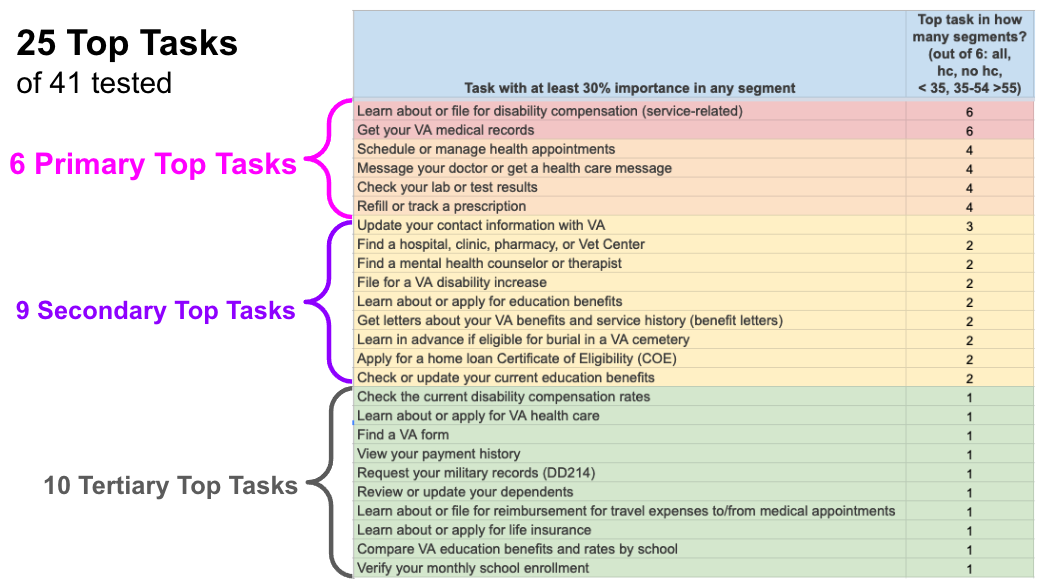 25 Top Tasks
of 41 tested
Task with at least 30% importance in any segment
Top task in how
many segments?
(out of 6: all,
hc, no hc,
< 35, 35-54 >55)
6 Primary Top Tasks
Learn about or file for disability compensation (service-related) 6
Get your VA medical records 6
Schedule or manage health appointments 4
Message your doctor or get a health care message 4
Check your lab or test results 4
Refill or track a prescription 4
9 Secondary Top Tasks
Update your contact information with VA 3
Find a hospital, clinic, pharmacy, or Vet Center 2
Find a mental health counselor or therapist 2
File for a VA disability increase 2
Learn about or apply for education benefits 2
Get letters about your VA benefits and service history (benefit letters) 2
Learn in advance if eligible for burial in a VA cemetery 2
Apply for a home loan Certificate of Eligibility (COE) 2
Check or update your current education benefits 2
10 Tertiary Top Tasks
Check the current disability compensation rates 1
Learn about or apply for VA health care 1
Find a VA form 1
View your payment history 1
Request your military records (DD214) 1
Review or update your dependents 1
Learn about or file for reimbursement for travel expenses to/from medical appointments 1
Learn about or apply for life insurance 1
Compare VA education benefits and rates by school 1
Verify your monthly school enrollment 1